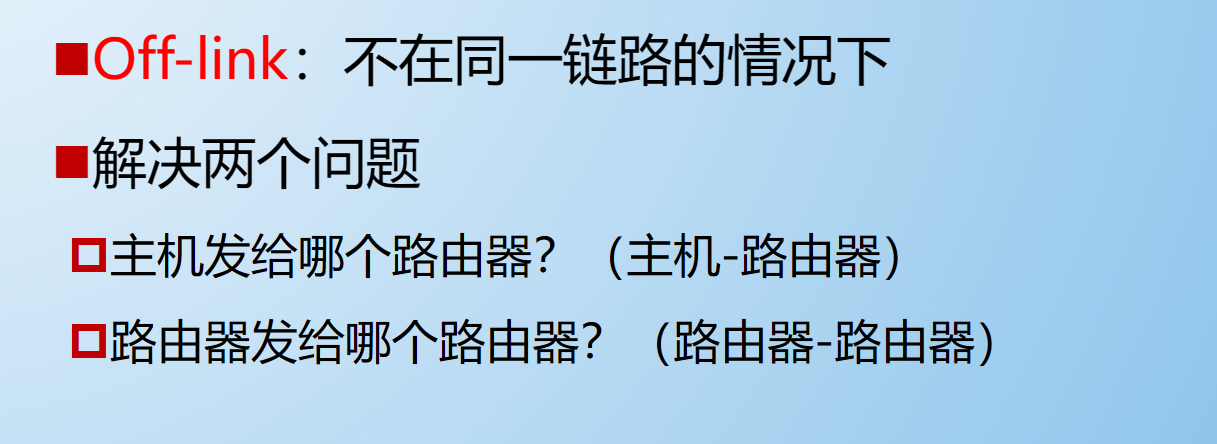 Off-link：不在同一链路的情况下
解决两个问题
主机发给哪个路由器？（主机-路由器）
路由器发给哪个路由器？（路由器-路由器）